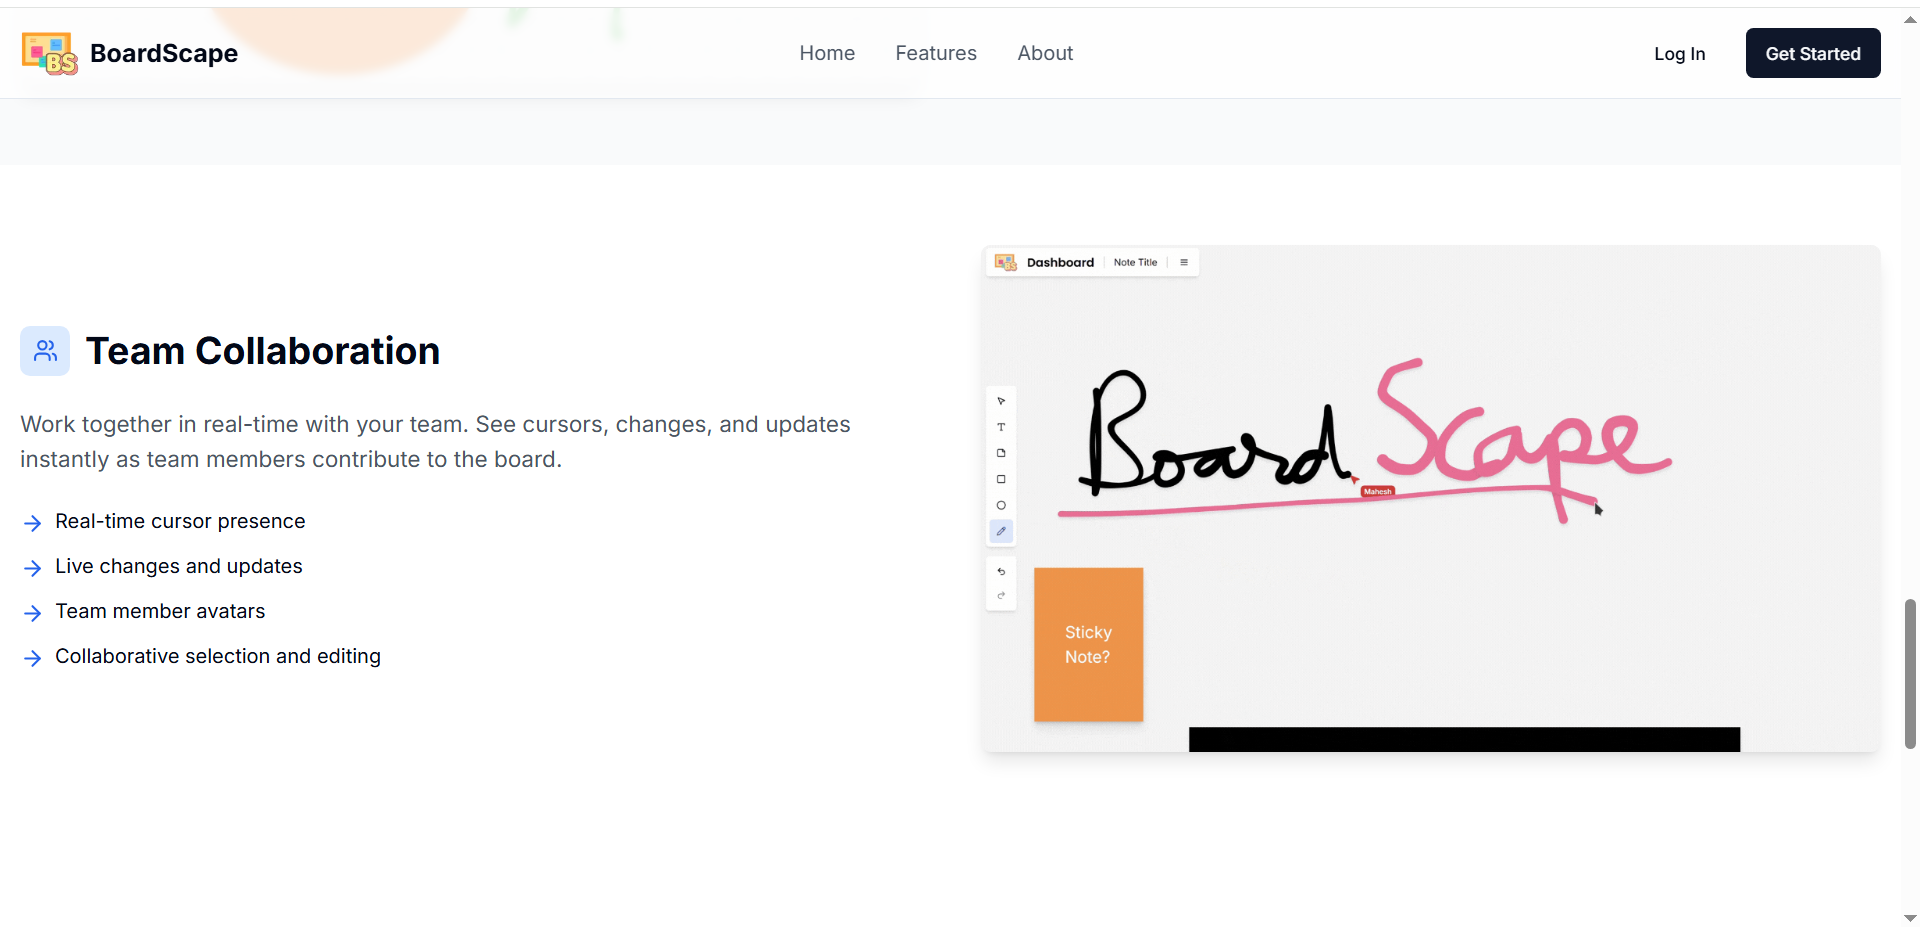 BS
BoardScape
Home
Features
About
Log In
Get Started
Team Collaboration
Work together in real-time with your team. See cursors, changes, and updates
instantly as team members contribute to the board.
Real-time cursor presence
Live changes and updates
Team member avatars
Collaborative selection and editing
BS
Dashboard
Note Title
T
Board Scape
Mahesh
Sticky
Note?